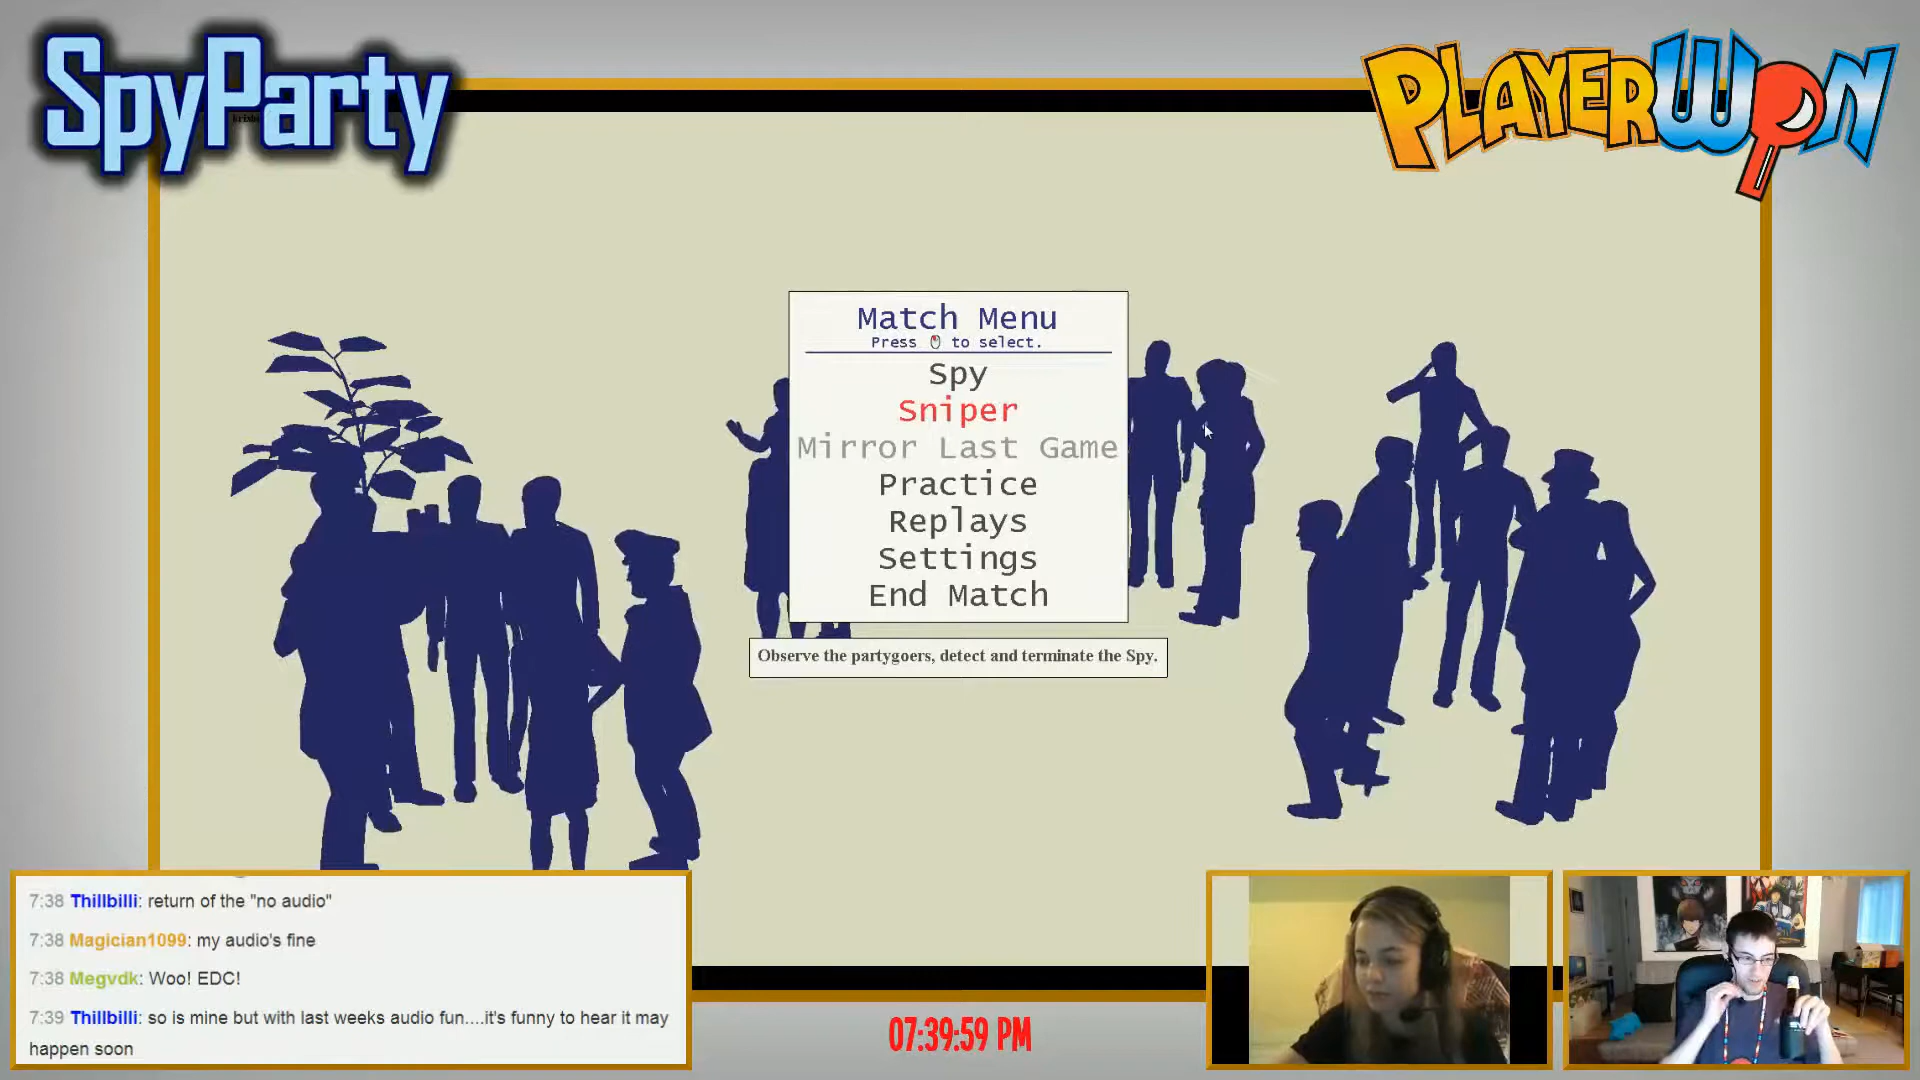 SpyParty
PLAYERWON
Match Menu
Press to select.
Spy
Sniper
Mirror Last Game
Practice
Replays
Settings
End Match
Observe the partygoers, detect and terminate the Spy.
7:38 Thillbilli: return of the "no audio"
7:38 Magician1099: my audio's fine
7:38 Megvdk: Woo! EDC!
7:39 Thillbilli: so is mine but with last weeks audio fun....it's funny to hear it may
happen soon
07:39:59 PM